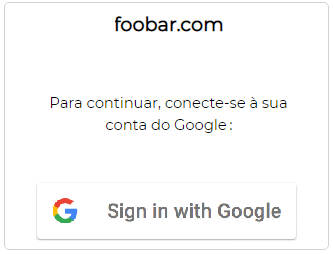 foobar.com
Para continuar, conecte-se à sua
conta do Google:
Sign in with Google